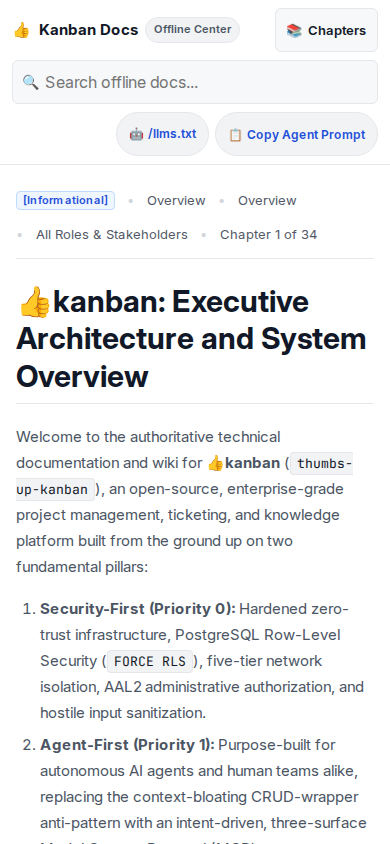 👍 Kanban Docs Offline Center 📚 Chapters
🔍 Search offline docs...
🤖 /llms.txt 📋 Copy Agent Prompt
[Informational] • Overview • Overview
• All Roles & Stakeholders • Chapter 1 of 34
👍kanban: Executive
Architecture and System
Overview
Welcome to the authoritative technical
documentation and wiki for 👍kanban (thumbs-
up-kanban), an open-source, enterprise-grade
project management, ticketing, and knowledge
platform built from the ground up on two
fundamental pillars:
1. Security-First (Priority 0): Hardened zero-
trust infrastructure, PostgreSQL Row-Level
Security (FORCE RLS), five-tier network
isolation, AAL2 administrative authorization, and
hostile input sanitization.
2. Agent-First (Priority 1): Purpose-built for
autonomous AI agents and human teams alike,
replacing the context-bloating CRUD-wrapper
anti-pattern with an intent-driven, three-surface